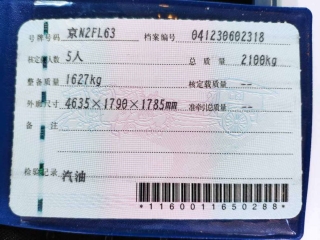 号牌号码 京N2FL63 档案编号 041230602318
核定载人数 5人 总质量 2100kg
整备质量 1627kg 核定载质量 --
外廓尺寸 4635×1790×1785mm 准牵引总质量 --
备注
检验记录 汽油
*1160011650288*